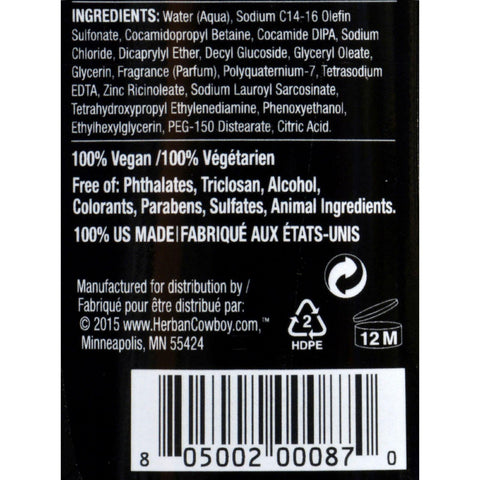 INGREDIENTS: Water (Aqua), Sodium C14-16 Olefin
Sulfonate, Cocamidopropyl Betaine, Cocamide DIPA, Sodium
Chloride, Dicaprylyl Ether, Decyl Glucoside, Glyceryl Oleate,
Glycerin, Fragrance (Parfum), Polyquaternium-7, Tetrasodium
EDTA, Zinc Ricinoleate, Sodium Lauroyl Sarcosinate,
Tetrahydroxypropyl Ethylenediamine, Phenoxyethanol,
Ethylhexylglycerin, PEG-150 Distearate, Citric Acid.
100% Vegan /100% Végétarien
Free of: Phthalates, Triclosan, Alcohol,
Colorants, Parabens, Sulfates, Animal Ingredients.
100% US MADE|FABRIQUÉ AUX ÉTATS-UNIS
Manufactured for distribution by /
Fabriqué pour être distribué par:
© 2015 www.HerbanCowboy.com,™
Minneapolis, MN 55424
2
HDPE
12 M
8 05002 00087 0